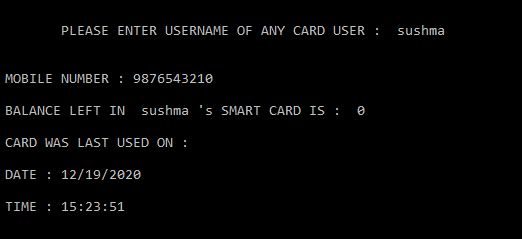 PLEASE ENTER USERNAME OF ANY CARD USER :  sushma
MOBILE NUMBER : 9876543210
BALANCE LEFT IN  sushma 's SMART CARD IS :  0
CARD WAS LAST USED ON :
DATE : 12/19/2020
TIME : 15:23:51